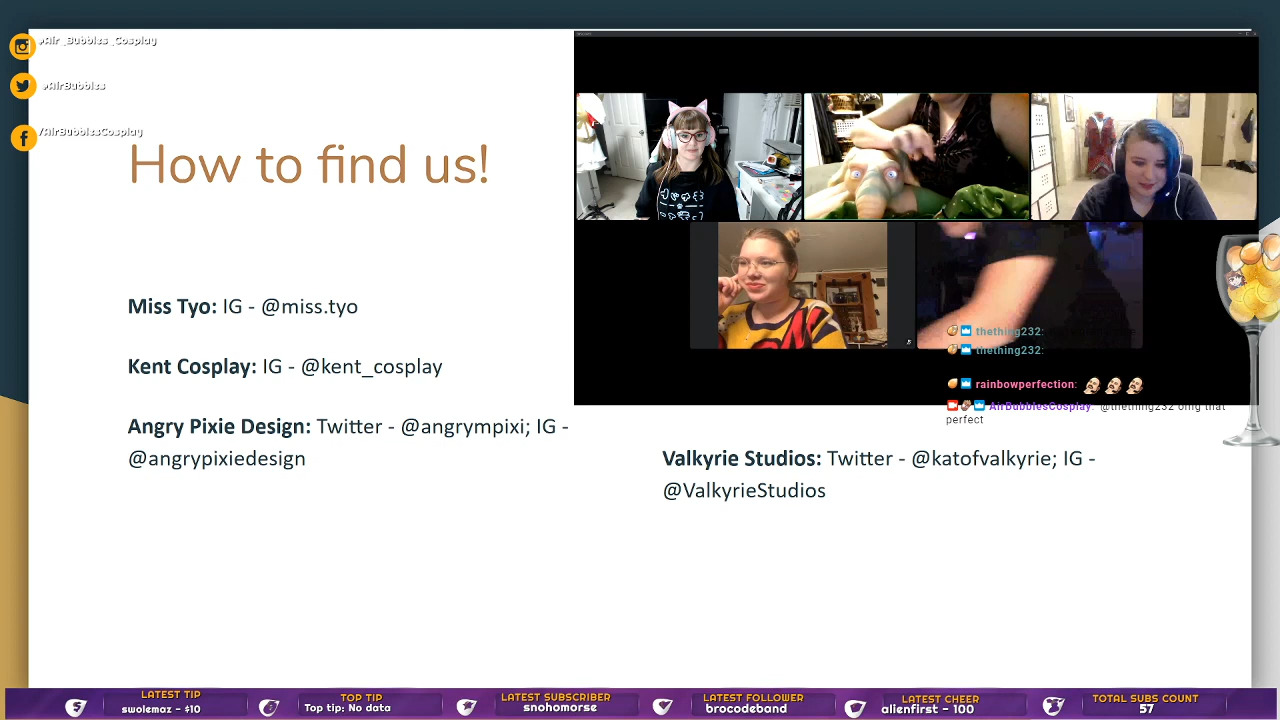 @Air_Bubbles_Cosplay
@AirBubbles
/AirBubblesCosplay
How to find us!
Miss Tyo: IG - @miss.tyo
Kent Cosplay: IG - @kent_cosplay
Angry Pixie Design: Twitter - @angrympixi; IG -
@angrypixiedesign
thething232:
thething232:
rainbowperfection:
AirBubblesCosplay: @thething232 omg that
perfect
Valkyrie Studios: Twitter - @katofvalkyrie; IG -
@ValkyrieStudios
LATEST TIP
swolemaz - $10
TOP TIP
Top tip: No data
LATEST SUBSCRIBER
snohomorse
LATEST FOLLOWER
brocodeband
LATEST CHEER
alienfirst - 100
TOTAL SUBS COUNT
57